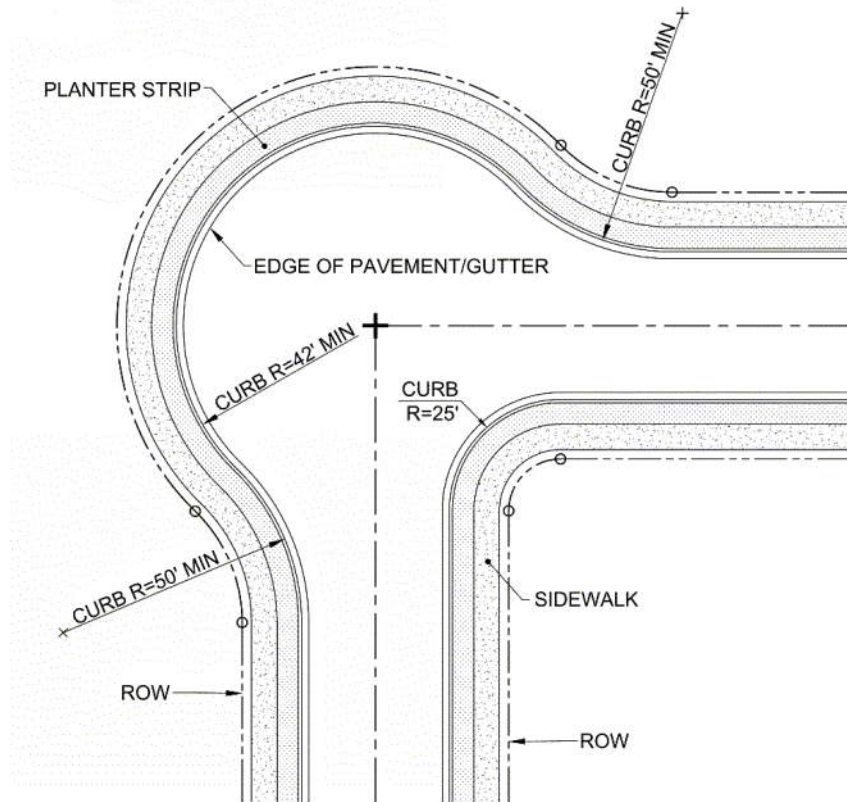 CURB R=50' MIN
PLANTER STRIP
EDGE OF PAVEMENT/GUTTER
CURB R=42' MIN
CURB
R=25'
CURB R=50' MIN
SIDEWALK
ROW
ROW